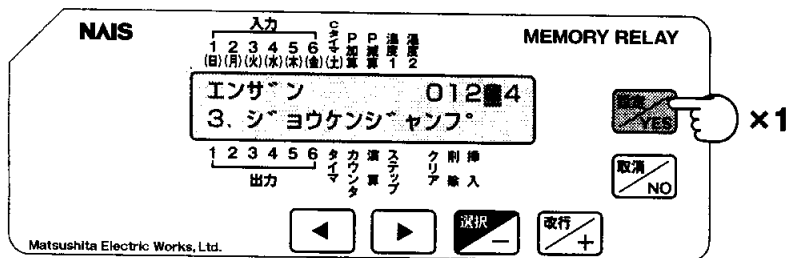 NAIS
入力
MEMORY RELAY
1 2 3 4 5 6 Cタイマ P加算 P減算 温度1 温度2
(日)(月)(火)(水)(木)(金)(土)
エンサ゛ン 012■4
3、シ゛ョウケンシ゛ャンフ゜
YES
×1
1 2 3 4 5 6 タイマ カウンタ 演算 ステップ クリア 削除 挿入
出力
取消/NO
◀ ▶ 選択/− 改行/+
Matsushita Electric Works, Ltd.